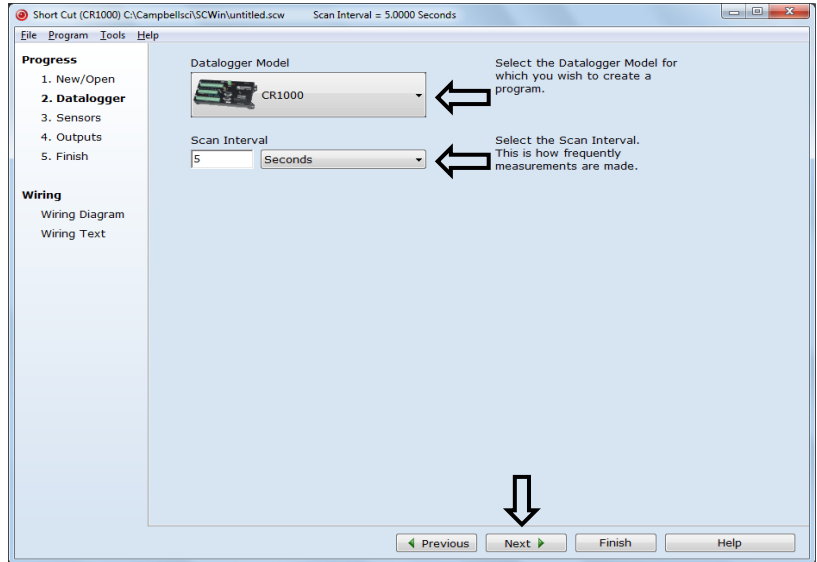 Short Cut (CR1000) C:\Campbellsci\SCWin\untitled.scw Scan Interval = 5.0000 Seconds
File Program Tools Help
Progress
1. New/Open
2. Datalogger
3. Sensors
4. Outputs
5. Finish
Wiring
Wiring Diagram
Wiring Text
Datalogger Model
CR1000
Select the Datalogger Model for
which you wish to create a
program.
Scan Interval
5 Seconds
Select the Scan Interval.
This is how frequently
measurements are made.
Previous Next Finish Help